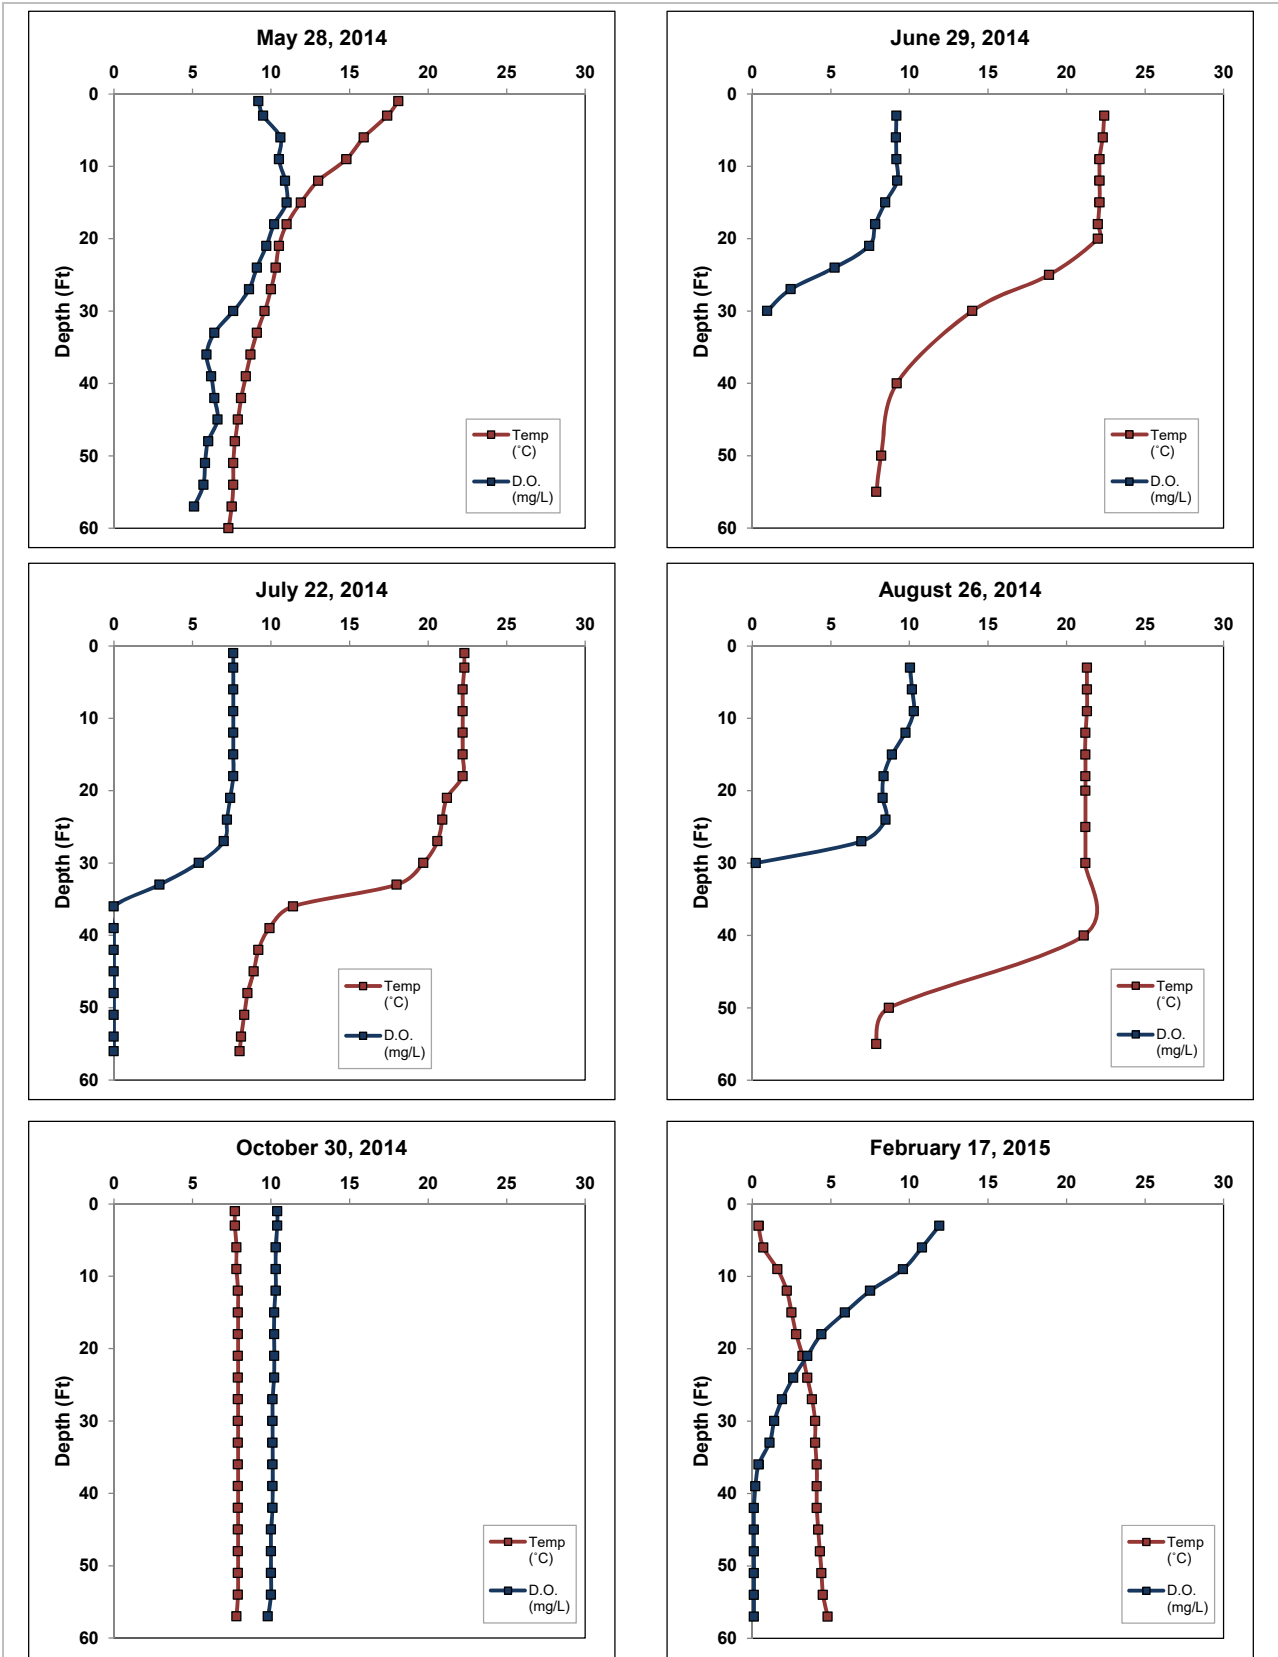 May 28, 2014
0 5 10 15 20 25 30
0
10
20
30
40
50
60
Depth (Ft)
Temp
(˚C)
D.O.
(mg/L)
June 29, 2014
0 5 10 15 20 25 30
0
10
20
30
40
50
60
Depth (Ft)
Temp
(˚C)
D.O.
(mg/L)
July 22, 2014
0 5 10 15 20 25 30
0
10
20
30
40
50
60
Depth (Ft)
Temp
(˚C)
D.O.
(mg/L)
August 26, 2014
0 5 10 15 20 25 30
0
10
20
30
40
50
60
Depth (Ft)
Temp
(˚C)
D.O.
(mg/L)
October 30, 2014
0 5 10 15 20 25 30
0
10
20
30
40
50
60
Depth (Ft)
Temp
(˚C)
D.O.
(mg/L)
February 17, 2015
0 5 10 15 20 25 30
0
10
20
30
40
50
60
Depth (Ft)
Temp
(˚C)
D.O.
(mg/L)